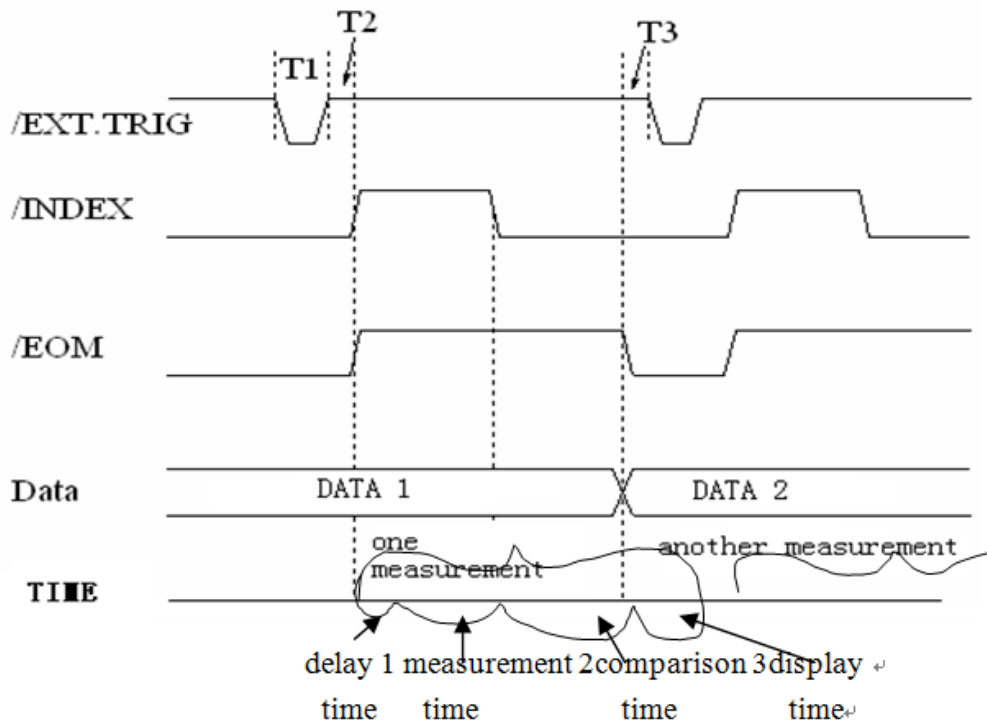 T2
T3
T1
/EXT.TRIG
/INDEX
/EOM
Data
DATA 1
DATA 2
one
another measurement
measurement
TIME
delay 1 measurement 2comparison 3display
time time time time